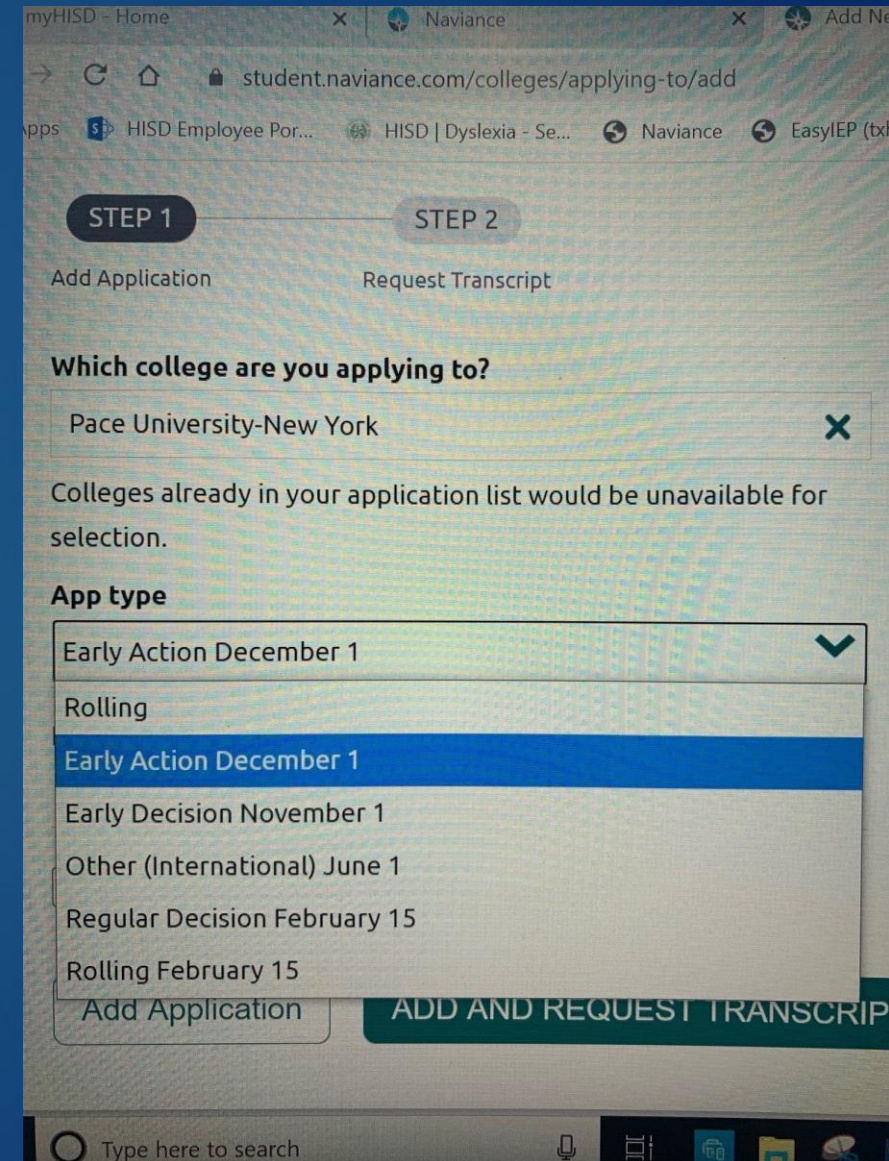 myHISD - Home
Naviance
Add Ne
student.naviance.com/colleges/applying-to/add
Apps
HISD Employee Por...
HISD | Dyslexia - Se...
Naviance
EasyIEP (txh
STEP 1
STEP 2
Add Application
Request Transcript
Which college are you applying to?
Pace University-New York
Colleges already in your application list would be unavailable for
selection.
App type
Early Action December 1
Rolling
Early Action December 1
Early Decision November 1
Other (International) June 1
Regular Decision February 15
Rolling February 15
Add Application
ADD AND REQUEST TRANSCRIP
Type here to search